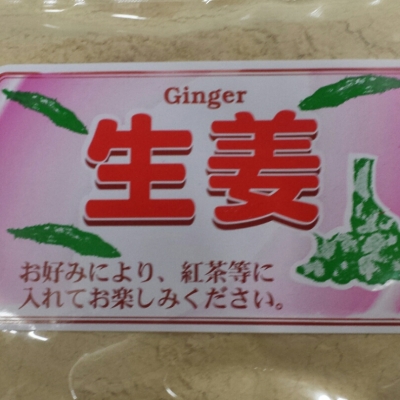 Ginger
生姜
お好みにより、紅茶等に
入れてお楽しみください。